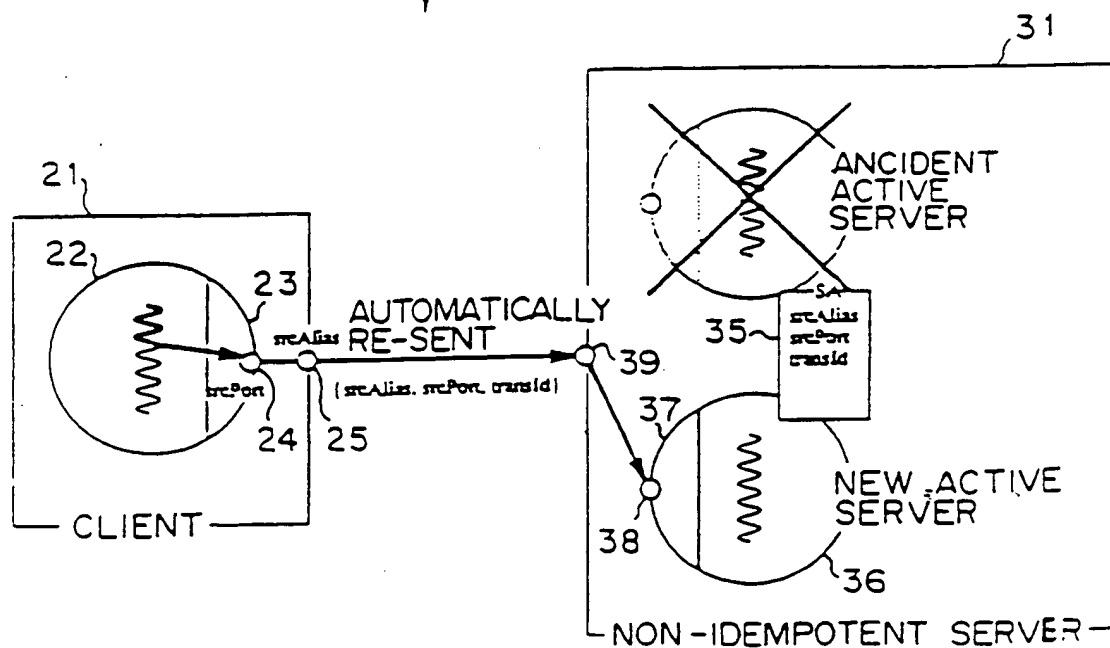 31
21
22
23
ANCIDENT
ACTIVE
SERVER
AUTOMATICALLY
RE-SENT
srcAlias
srcPort
24
25
(srcAlias, srcPort, transid)
39
35
SA
srcAlias
srcPort
transid
37
38
NEW-ACTIVE
SERVER
36
CLIENT
NON-IDEMPOTENT SERVER